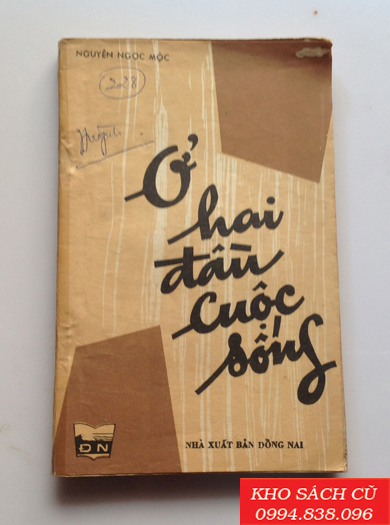 NGUYỄN NGỌC MỘC
228
Ở
hai
đầu
cuộc
sống
ĐN
NHÀ XUẤT BẢN ĐỒNG NAI
KHO SÁCH CŨ
0994.838.096